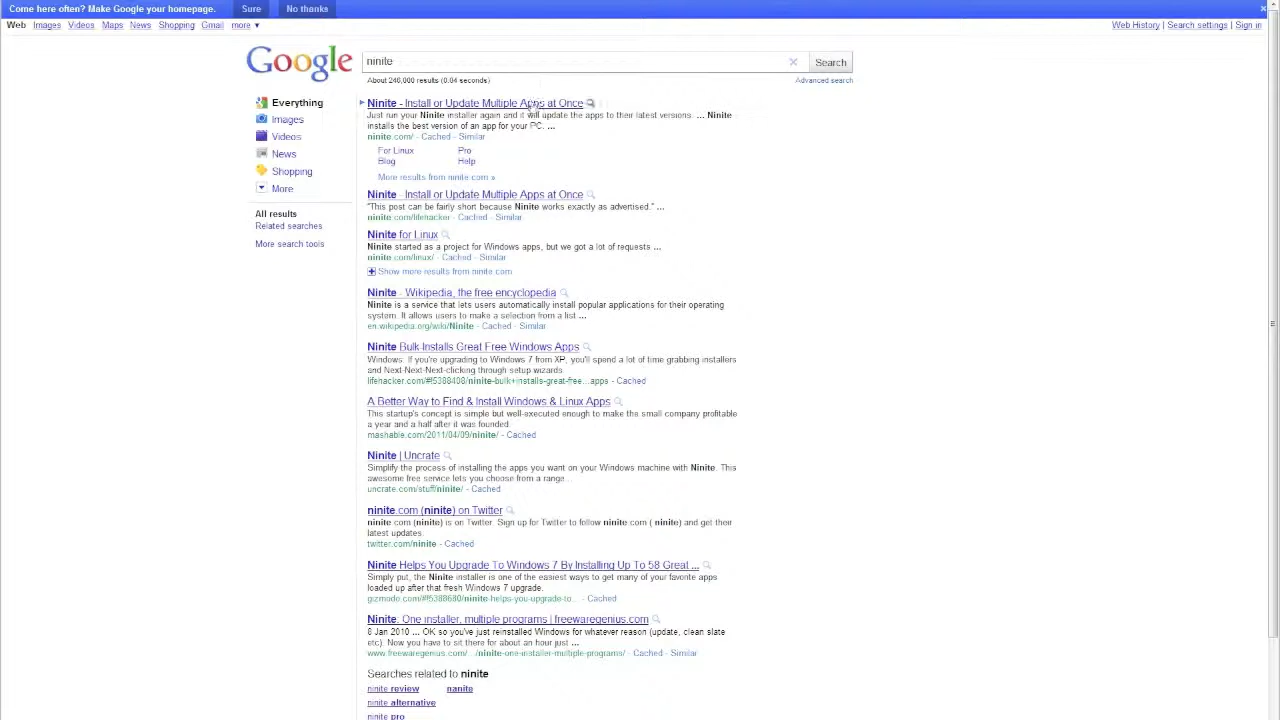 Come here often? Make Google your homepage. Sure No thanks
Web Images Videos Maps News Shopping Gmail more ▼ Web History | Search settings | Sign in
Google ninite Search
About 246,000 results (0.04 seconds) Advanced search
Everything
Images
Videos
News
Shopping
More
All results
Related searches
More search tools
Ninite - Install or Update Multiple Apps at Once
Just run your Ninite installer again and it will update the apps to their latest versions. ... Ninite
installs the best version of an app for your PC. ...
ninite.com/ - Cached - Similar
For Linux Pro
Blog Help
More results from ninite.com »
Ninite - Install or Update Multiple Apps at Once
"This post can be fairly short because Ninite works exactly as advertised." ...
ninite.com/lifehacker - Cached - Similar
Ninite for Linux
Ninite started as a project for Windows apps, but we got a lot of requests ...
ninite.com/linux/ - Cached - Similar
Show more results from ninite.com
Ninite - Wikipedia, the free encyclopedia
Ninite is a service that lets users automatically install popular applications for their operating
system. It allows users to make a selection from a list ...
en.wikipedia.org/wiki/Ninite - Cached - Similar
Ninite Bulk-Installs Great Free Windows Apps
Windows: If you're upgrading to Windows 7 from XP, you'll spend a lot of time grabbing installers
and Next-Next-Next-clicking through setup wizards.
lifehacker.com/#!5388408/ninite-bulk+installs-great-free...apps - Cached
A Better Way to Find & Install Windows & Linux Apps
This startup's concept is simple but well-executed enough to make the small company profitable
a year and a half after it was founded.
mashable.com/2011/04/09/ninite/ - Cached
Ninite | Uncrate
Simplify the process of installing the apps you want on your Windows machine with Ninite. This
awesome free service lets you choose from a range...
uncrate.com/stuff/ninite/ - Cached
ninite.com (ninite) on Twitter
ninite.com (ninite) is on Twitter. Sign up for Twitter to follow ninite.com ( ninite) and get their
latest updates.
twitter.com/ninite - Cached
Ninite Helps You Upgrade To Windows 7 By Installing Up To 58 Great ...
Simply put, the Ninite installer is one of the easiest ways to get many of your favorite apps
loaded up after that fresh Windows 7 upgrade.
gizmodo.com/#!5388680/ninite-helps-you-upgrade-to... - Cached
Ninite: One installer, multiple programs | freewaregenius.com
8 Jan 2010 ... OK so you've just reinstalled Windows for whatever reason (update, clean slate
etc). Now you have to sit there for about an hour just ...
www.freewaregenius.com/.../ninite-one-installer-multiple-programs/ - Cached - Similar
Searches related to ninite
ninite review nanite
ninite alternative
ninite pro